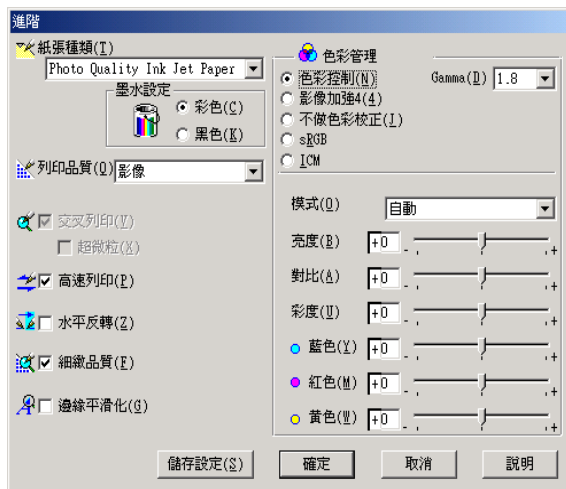 進階
紙張種類(T)
Photo Quality Ink Jet Paper
墨水設定
彩色(C)
黑色(K)
列印品質(Q)
影像
交叉列印(V)
超微粒(X)
高速列印(P)
水平反轉(Z)
細緻品質(F)
邊緣平滑化(G)
色彩管理
色彩控制(N)
Gamma(D) 1.8
影像加強4(4)
不做色彩校正(I)
sRGB
ICM
模式(O) 自動
亮度(B) +0 - +
對比(A) +0 - +
彩度(U) +0 - +
藍色(Y) +0 - +
紅色(M) +0 - +
黃色(W) +0 - +
儲存設定(S) 確定 取消 說明